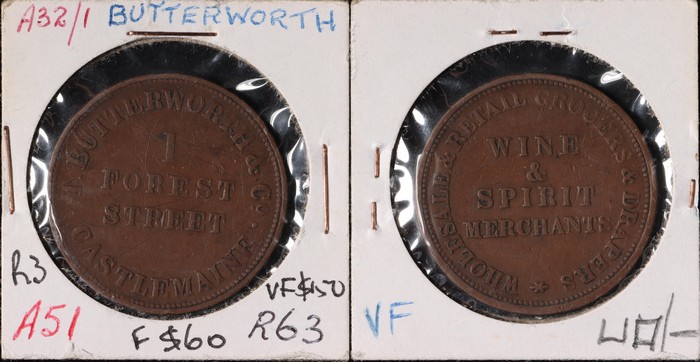 A32/1 BUTTERWORTH
T. BUTTERWORTH & Co.
1
FOREST
STREET
CASTLEMAINE
R3
A51
F $60
VF $150
R63
WHOLESALE & RETAIL GROCERS & DRAPERS
WINE
&
SPIRIT
MERCHANTS
VF